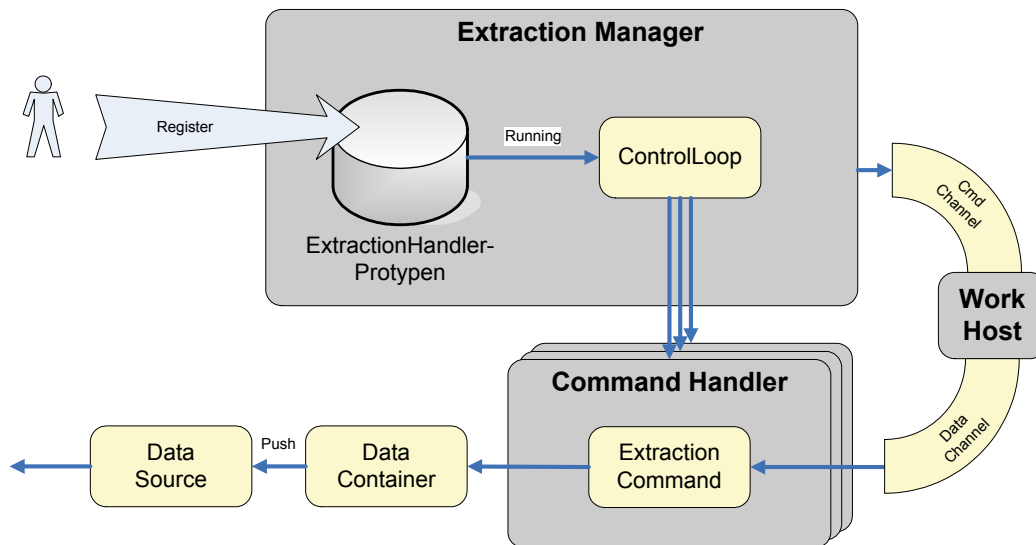 Extraction Manager
Register
Running
ControlLoop
ExtractionHandler-
Protypen
Cmd
Channel
Work
Host
Command Handler
Data
Channel
Data
Source
Push
Data
Container
Extraction
Command